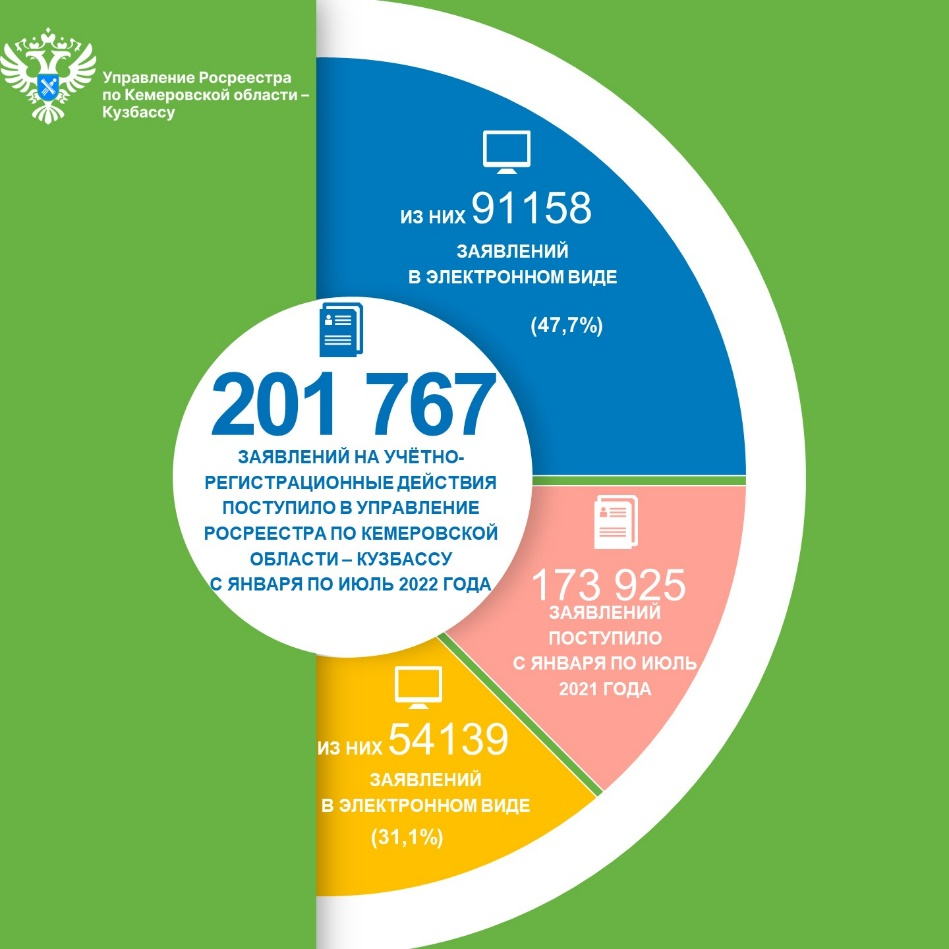 Управление Росреестра
по Кемеровской области –
Кузбассу
ИЗ НИХ 91158
ЗАЯВЛЕНИЙ
В ЭЛЕКТРОННОМ ВИДЕ
(47,7%)
201 767
ЗАЯВЛЕНИЙ НА УЧЁТНО-
РЕГИСТРАЦИОННЫЕ ДЕЙСТВИЯ
ПОСТУПИЛО В УПРАВЛЕНИЕ
РОСРЕЕСТРА ПО КЕМЕРОВСКОЙ
ОБЛАСТИ – КУЗБАССУ
С ЯНВАРЯ ПО ИЮЛЬ 2022 ГОДА
173 925
ЗАЯВЛЕНИЙ
ПОСТУПИЛО
С ЯНВАРЯ ПО ИЮЛЬ
2021 ГОДА
ИЗ НИХ 54139
ЗАЯВЛЕНИЙ
В ЭЛЕКТРОННОМ ВИДЕ
(31,1%)